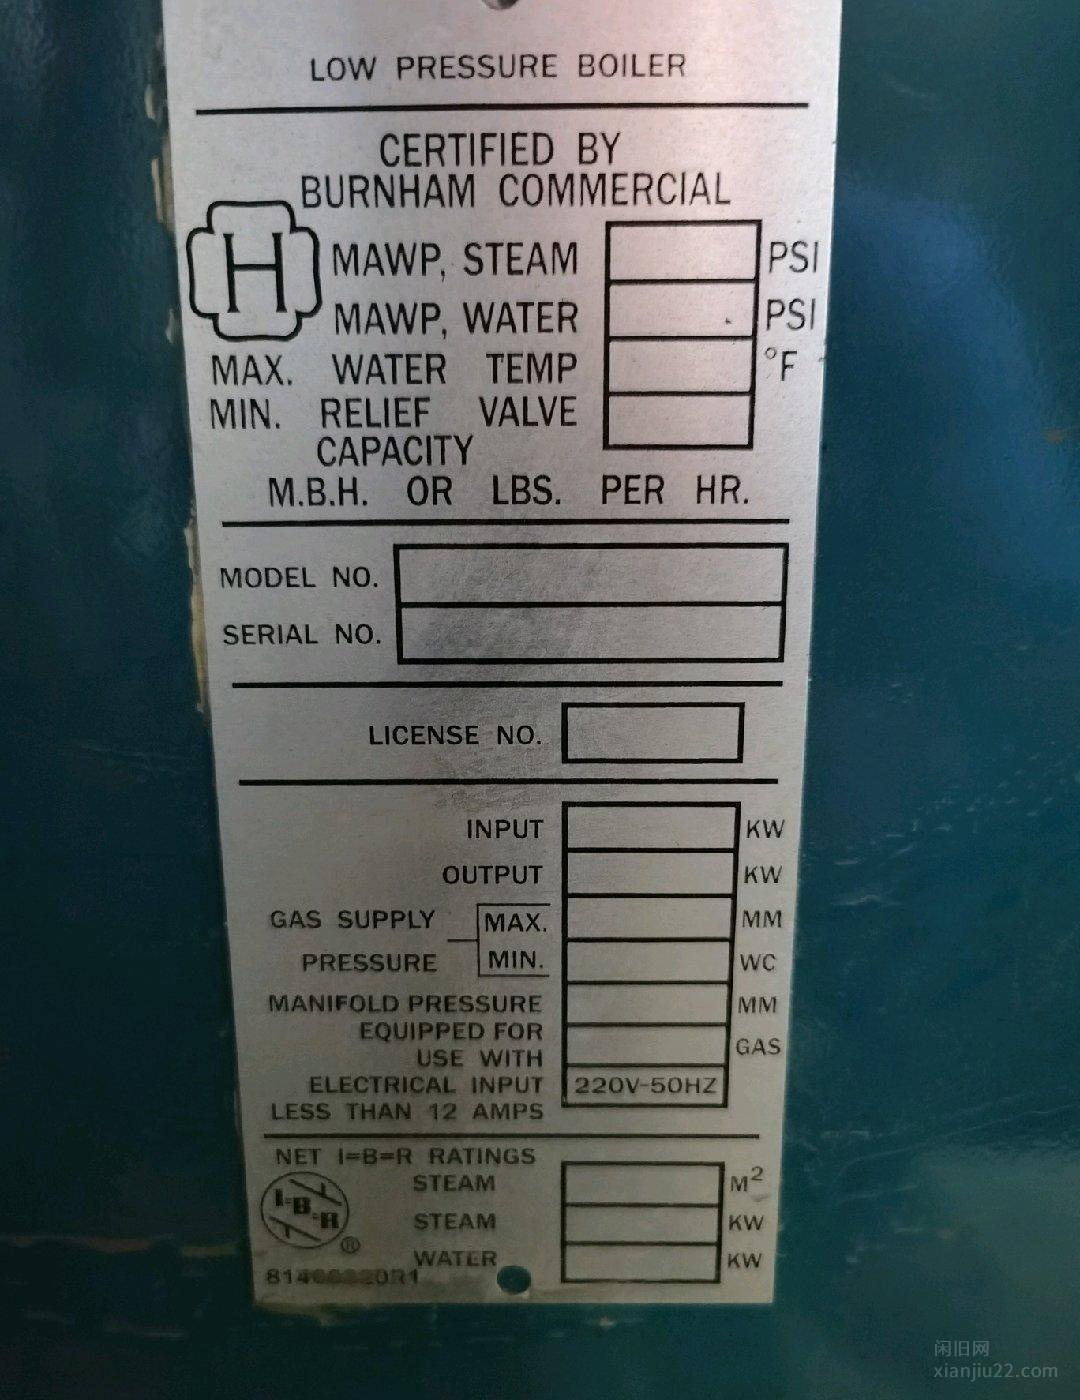 LOW PRESSURE BOILER
CERTIFIED BY
BURNHAM COMMERCIAL
H
MAWP, STEAM PSI
MAWP, WATER PSI
MAX. WATER TEMP °F
MIN. RELIEF VALVE
CAPACITY
M.B.H. OR LBS. PER HR.
MODEL NO.
SERIAL NO.
LICENSE NO.
INPUT KW
OUTPUT KW
GAS SUPPLY MAX. MM
PRESSURE MIN. WC
MANIFOLD PRESSURE MM
EQUIPPED FOR
USE WITH GAS
ELECTRICAL INPUT 220V-50HZ
LESS THAN 12 AMPS
NET I=B=R RATINGS
STEAM M²
I=B=R ®
STEAM KW
WATER KW
闲旧网
xianjiu22.com